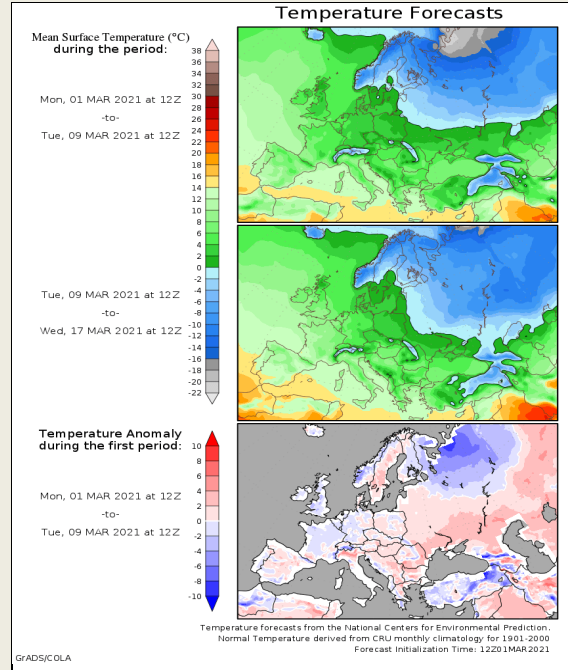 Temperature Forecasts
Mean Surface Temperature (°C)
during the period:
Mon, 01 MAR 2021 at 12Z
-to-
Tue, 09 MAR 2021 at 12Z
38
36
34
32
30
28
26
24
22
20
18
16
14
12
10
8
6
4
2
0
-2
-4
-6
-8
-10
-12
-14
-16
-18
-20
-22
Tue, 09 MAR 2021 at 12Z
-to-
Wed, 17 MAR 2021 at 12Z
Temperature Anomaly
during the first period:
Mon, 01 MAR 2021 at 12Z
-to-
Tue, 09 MAR 2021 at 12Z
10
8
6
4
2
0
-2
-4
-6
-8
-10
Temperature forecasts from the National Centers for Environmental Prediction.
Normal Temperature derived from CRU monthly climatology for 1901-2000
Forecast Initialization Time: 12Z01MAR2021
GrADS/COLA